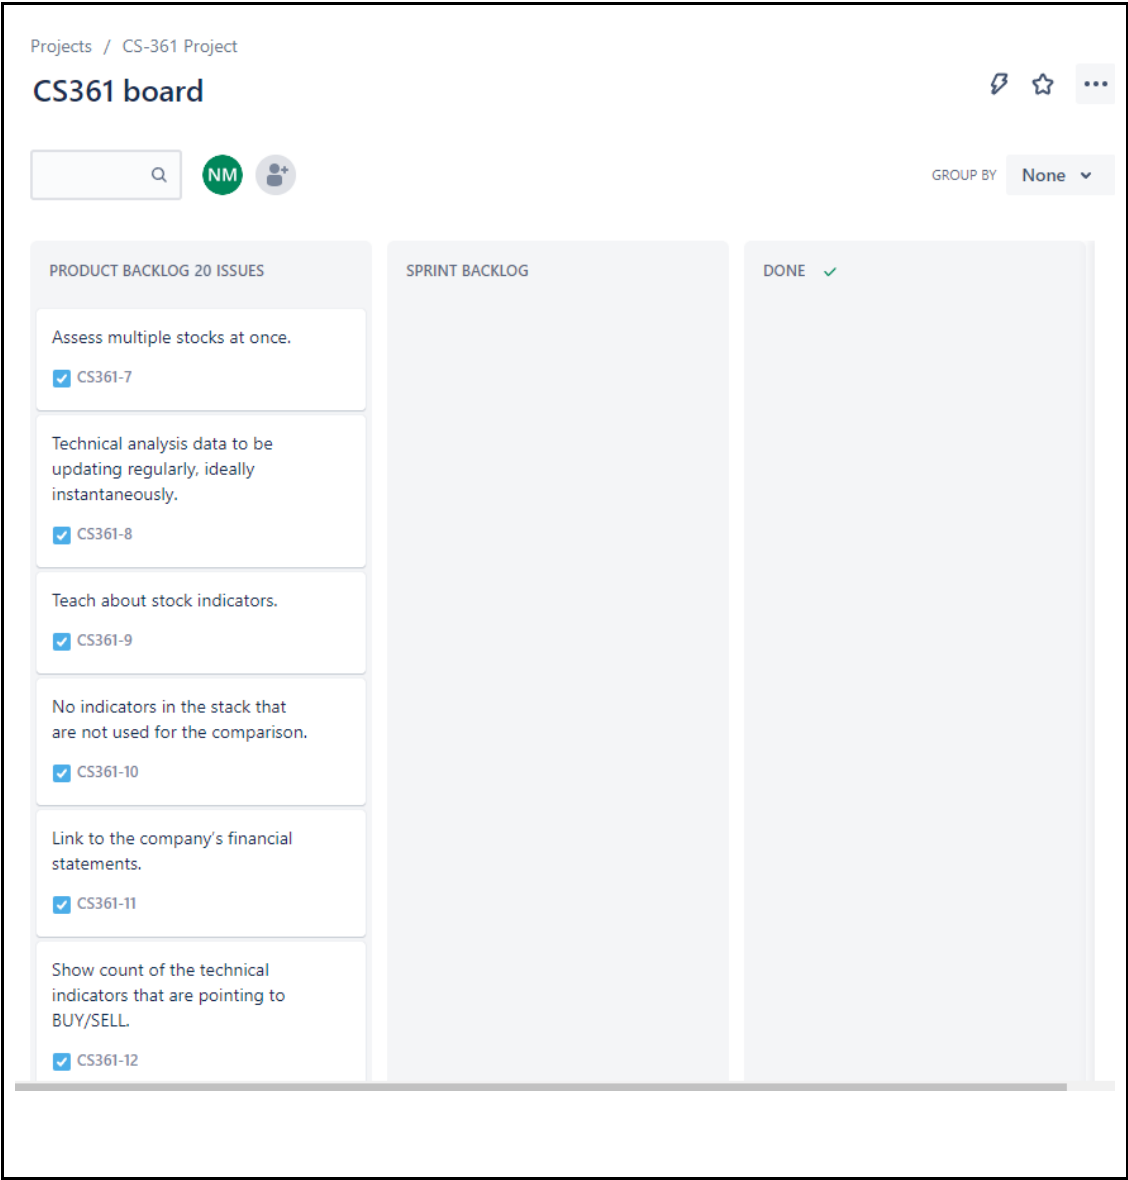 Projects / CS-361 Project
CS361 board
NM
GROUP BY None
PRODUCT BACKLOG 20 ISSUES
Assess multiple stocks at once.
CS361-7
Technical analysis data to be
updating regularly, ideally
instantaneously.
CS361-8
Teach about stock indicators.
CS361-9
No indicators in the stack that
are not used for the comparison.
CS361-10
Link to the company's financial
statements.
CS361-11
Show count of the technical
indicators that are pointing to
BUY/SELL.
CS361-12
SPRINT BACKLOG
DONE